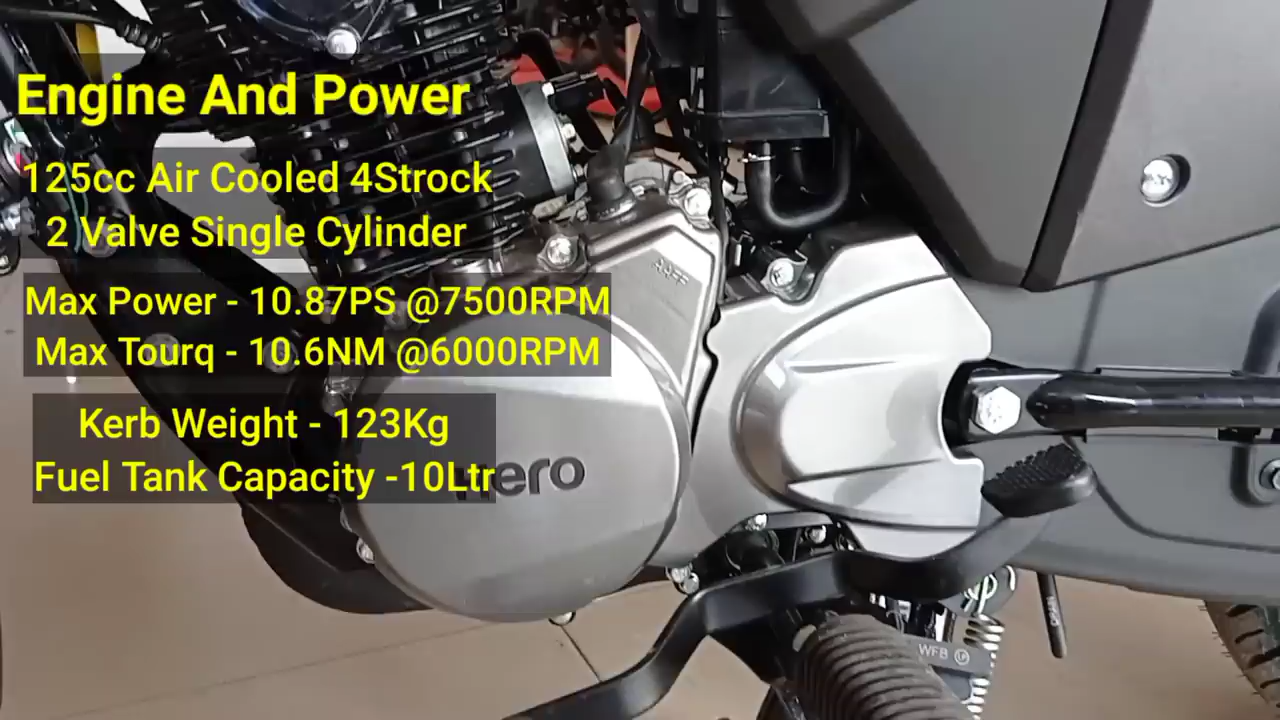 Engine And Power
125cc Air Cooled 4Strock
2 Valve Single Cylinder
Max Power - 10.87PS @7500RPM
Max Tourq - 10.6NM @6000RPM
Kerb Weight - 123Kg
Fuel Tank Capacity -10Ltr
Hero
WFB